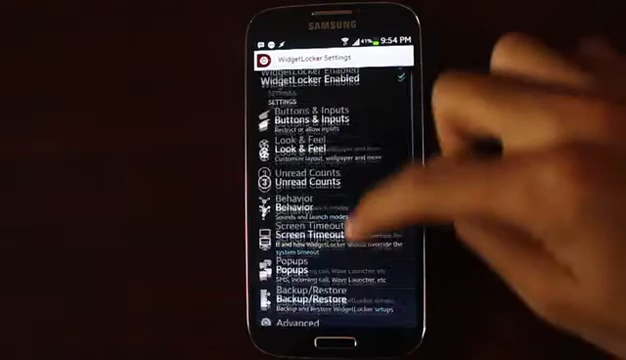 SAMSUNG
41% 9:54 PM
WidgetLocker Settings
WidgetLocker Enabled
SETTINGS
Buttons & Inputs
Restrict or allow inputs
Look & Feel
Customize layout, wallpaper and more
Unread Counts
Behavior
Sounds and launch modes
Screen Timeout
If and how WidgetLocker should override the
system timeout
Popups
SMS, incoming call, Wave Launcher, etc
Backup/Restore
Backup and Restore WidgetLocker setups
Advanced